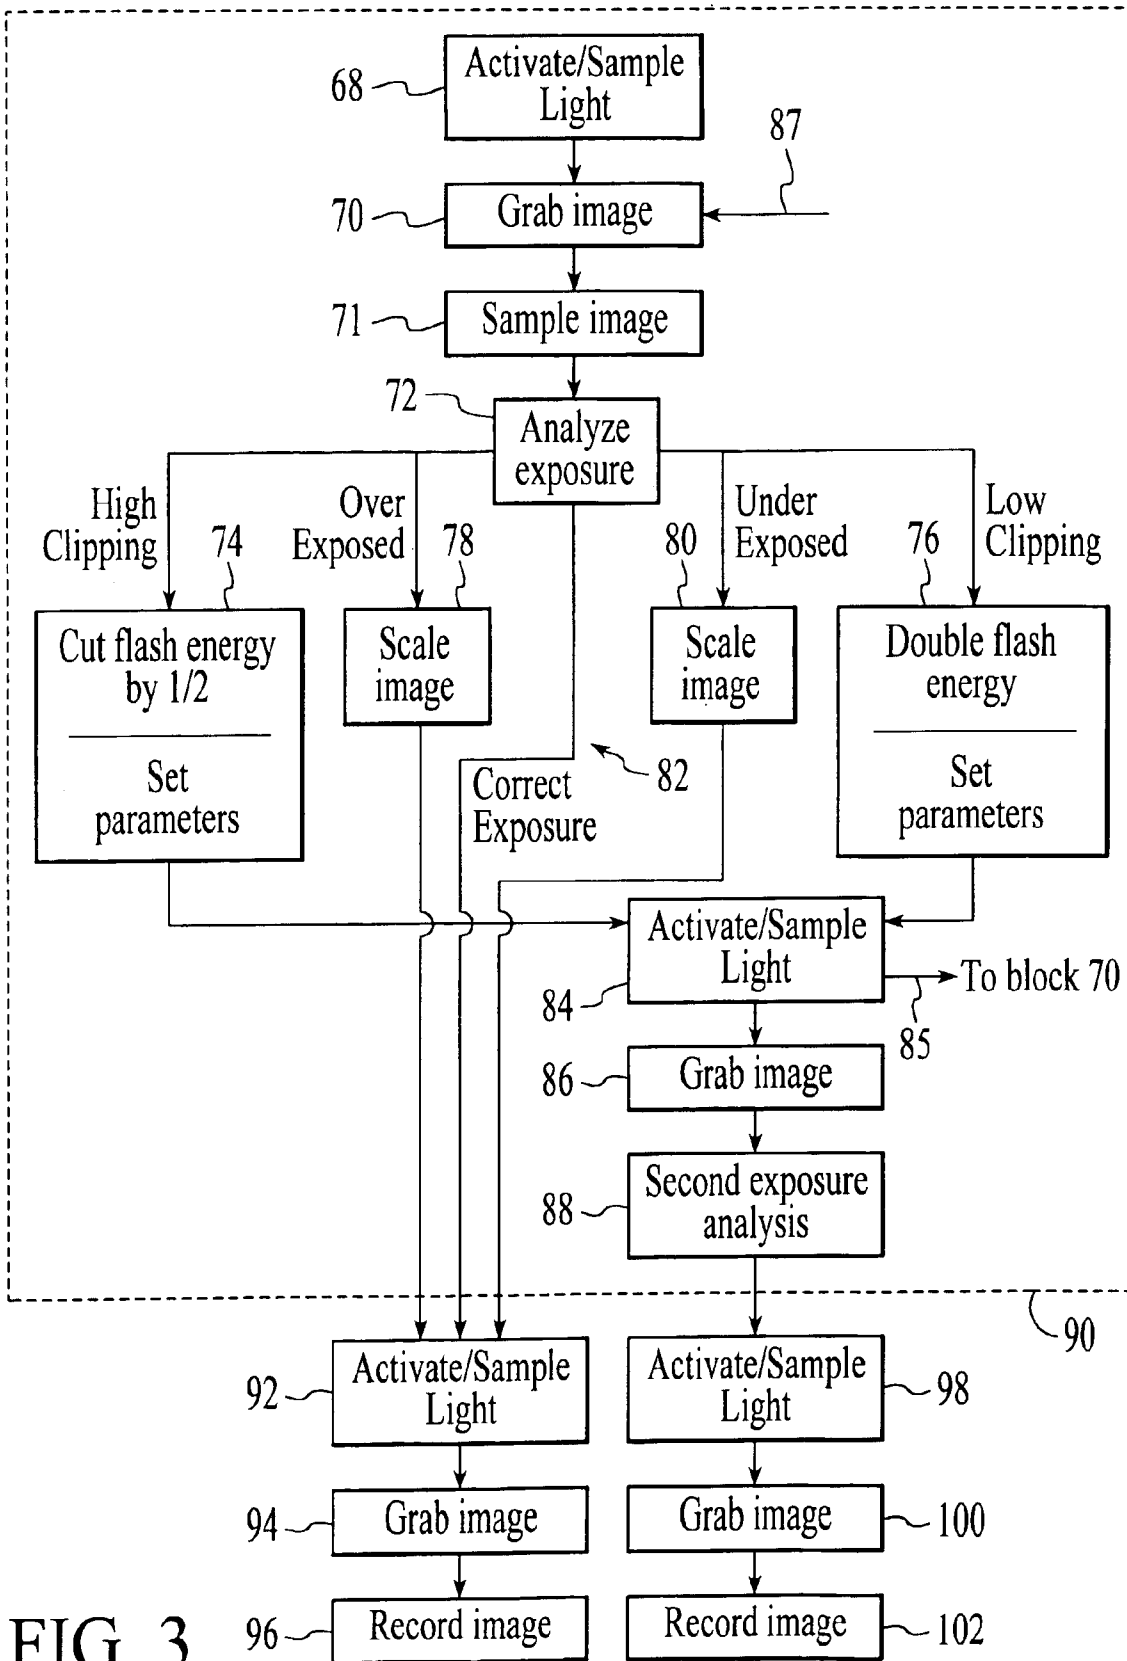 Activate/Sample
Light
68
87
Grab image
70
Sample image
71
72
Analyze
exposure
High
Clipping
74
Over
Exposed
78
80
Under
Exposed
76
Low
Clipping
Cut flash energy
by 1/2
Set
parameters
Scale
image
Scale
image
Double flash
energy
Set
parameters
82
Correct
Exposure
Activate/Sample
Light
84
To block 70
85
Grab image
86
Second exposure
analysis
88
90
Activate/Sample
Light
92
Activate/Sample
Light
98
Grab image
94
Grab image
100
Record image
96
Record image
102
FIG. 3